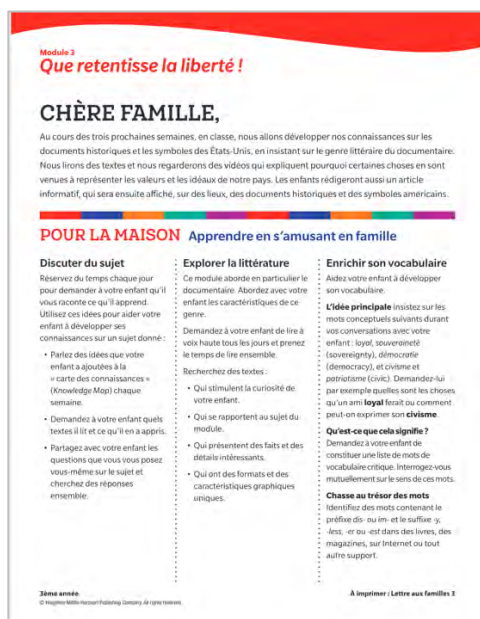 Module 3
Que retentisse la liberté !
CHÈRE FAMILLE,
Au cours des trois prochaines semaines, en classe, nous allons développer nos connaissances sur les
documents historiques et les symboles des États-Unis, en insistant sur le genre littéraire du documentaire.
Nous lirons des textes et nous regarderons des vidéos qui expliquent pourquoi certaines choses en sont
venues à représenter les valeurs et les idéaux de notre pays. Les enfants rédigeront aussi un article
informatif, qui sera ensuite affiché, sur des lieux, des documents historiques et des symboles américains.
POUR LA MAISON Apprendre en s'amusant en famille
Discuter du sujet
Réservez du temps chaque jour
pour demander à votre enfant qu'il
vous raconte ce qu'il apprend.
Utilisez ces idées pour aider votre
enfant à développer ses
connaissances sur un sujet donné :
• Parlez des idées que votre
enfant a ajoutées à la
« carte des connaissances »
(Knowledge Map) chaque
semaine.
• Demandez à votre enfant quels
textes il lit et ce qu'il en a appris.
• Partagez avec votre enfant les
questions que vous vous posez
vous-même sur le sujet et
cherchez des réponses
ensemble.
Explorer la littérature
Ce module aborde en particulier le
documentaire. Abordez avec votre
enfant les caractéristiques de ce
genre.
Demandez à votre enfant de lire à
voix haute tous les jours et prenez
le temps de lire ensemble.
Recherchez des textes :
• Qui stimulent la curiosité de
votre enfant.
• Qui se rapportent au sujet du
module.
• Qui présentent des faits et des
détails intéressants.
• Qui ont des formats et des
caractéristiques graphiques
uniques.
Enrichir son vocabulaire
Aidez votre enfant à développer
son vocabulaire.
L'idée principale insistez sur les
mots conceptuels suivants durant
vos conversations avec votre
enfant : loyal, souveraineté
(sovereignty), démocratie
(democracy), et civisme et
patriotisme (civic). Demandez-lui
par exemple quelles sont les choses
qu'un ami loyal ferait ou comment
peut-on exprimer son civisme.
Qu'est-ce que cela signifie ?
Demandez à votre enfant de
constituer une liste de mots de
vocabulaire critique. Interrogez-vous
mutuellement sur le sens de ces mots.
Chasse au trésor des mots
Identifiez des mots contenant le
préfixe dis- ou im- et le suffixe -y,
-less, -er ou -est dans des livres, des
magazines, sur Internet ou tout
autre support.
3ème année
À imprimer : Lettre aux familles 3
© Houghton Mifflin Harcourt Publishing Company. All rights reserved.